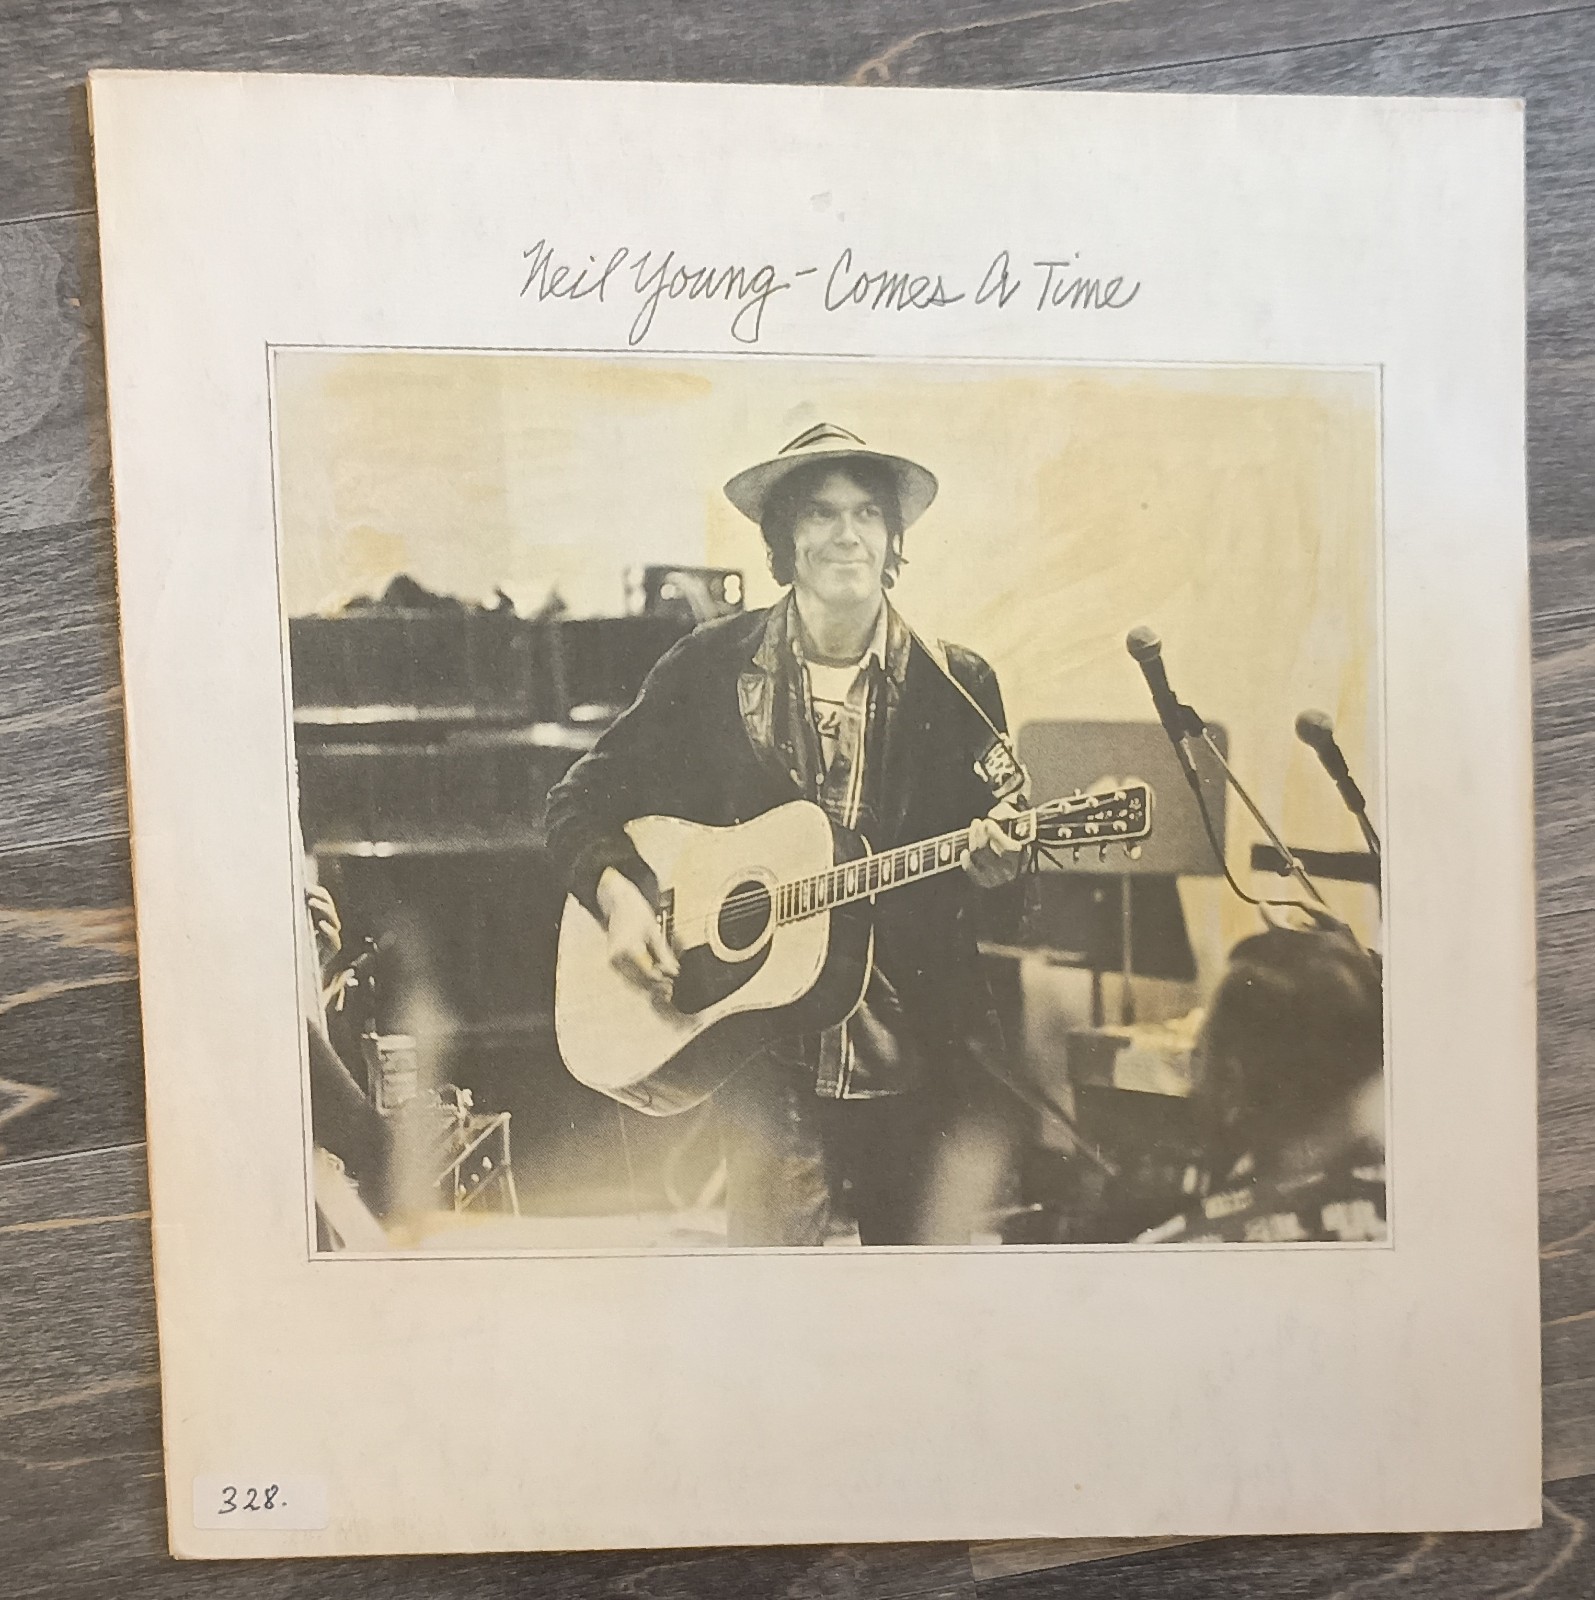 Neil Young - Comes A Time
328.